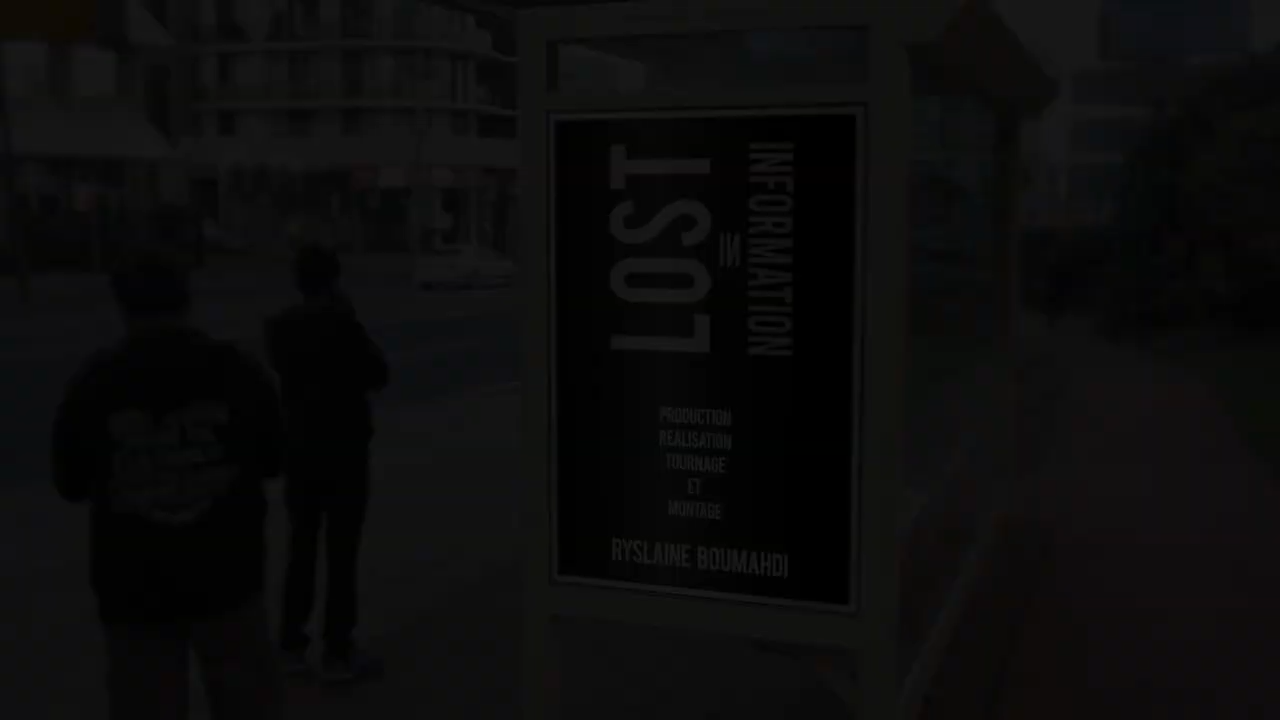 LOST
IN
INFORMATION
PRODUCTION
REALISATION
TOURNAGE
ET
MONTAGE
RYSLAINE BOUMAHDI